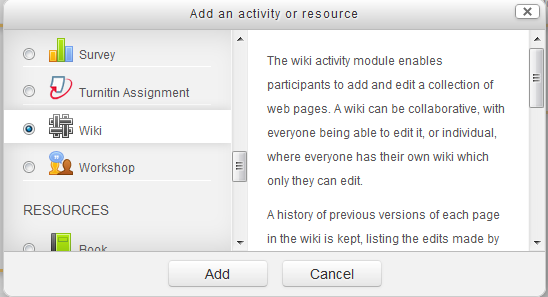 Add an activity or resource
Survey
Turnitin Assignment
Wiki
Workshop
RESOURCES
Book
The wiki activity module enables
participants to add and edit a collection of
web pages. A wiki can be collaborative, with
everyone being able to edit it, or individual,
where everyone has their own wiki which
only they can edit.
A history of previous versions of each page
in the wiki is kept, listing the edits made by
Add
Cancel